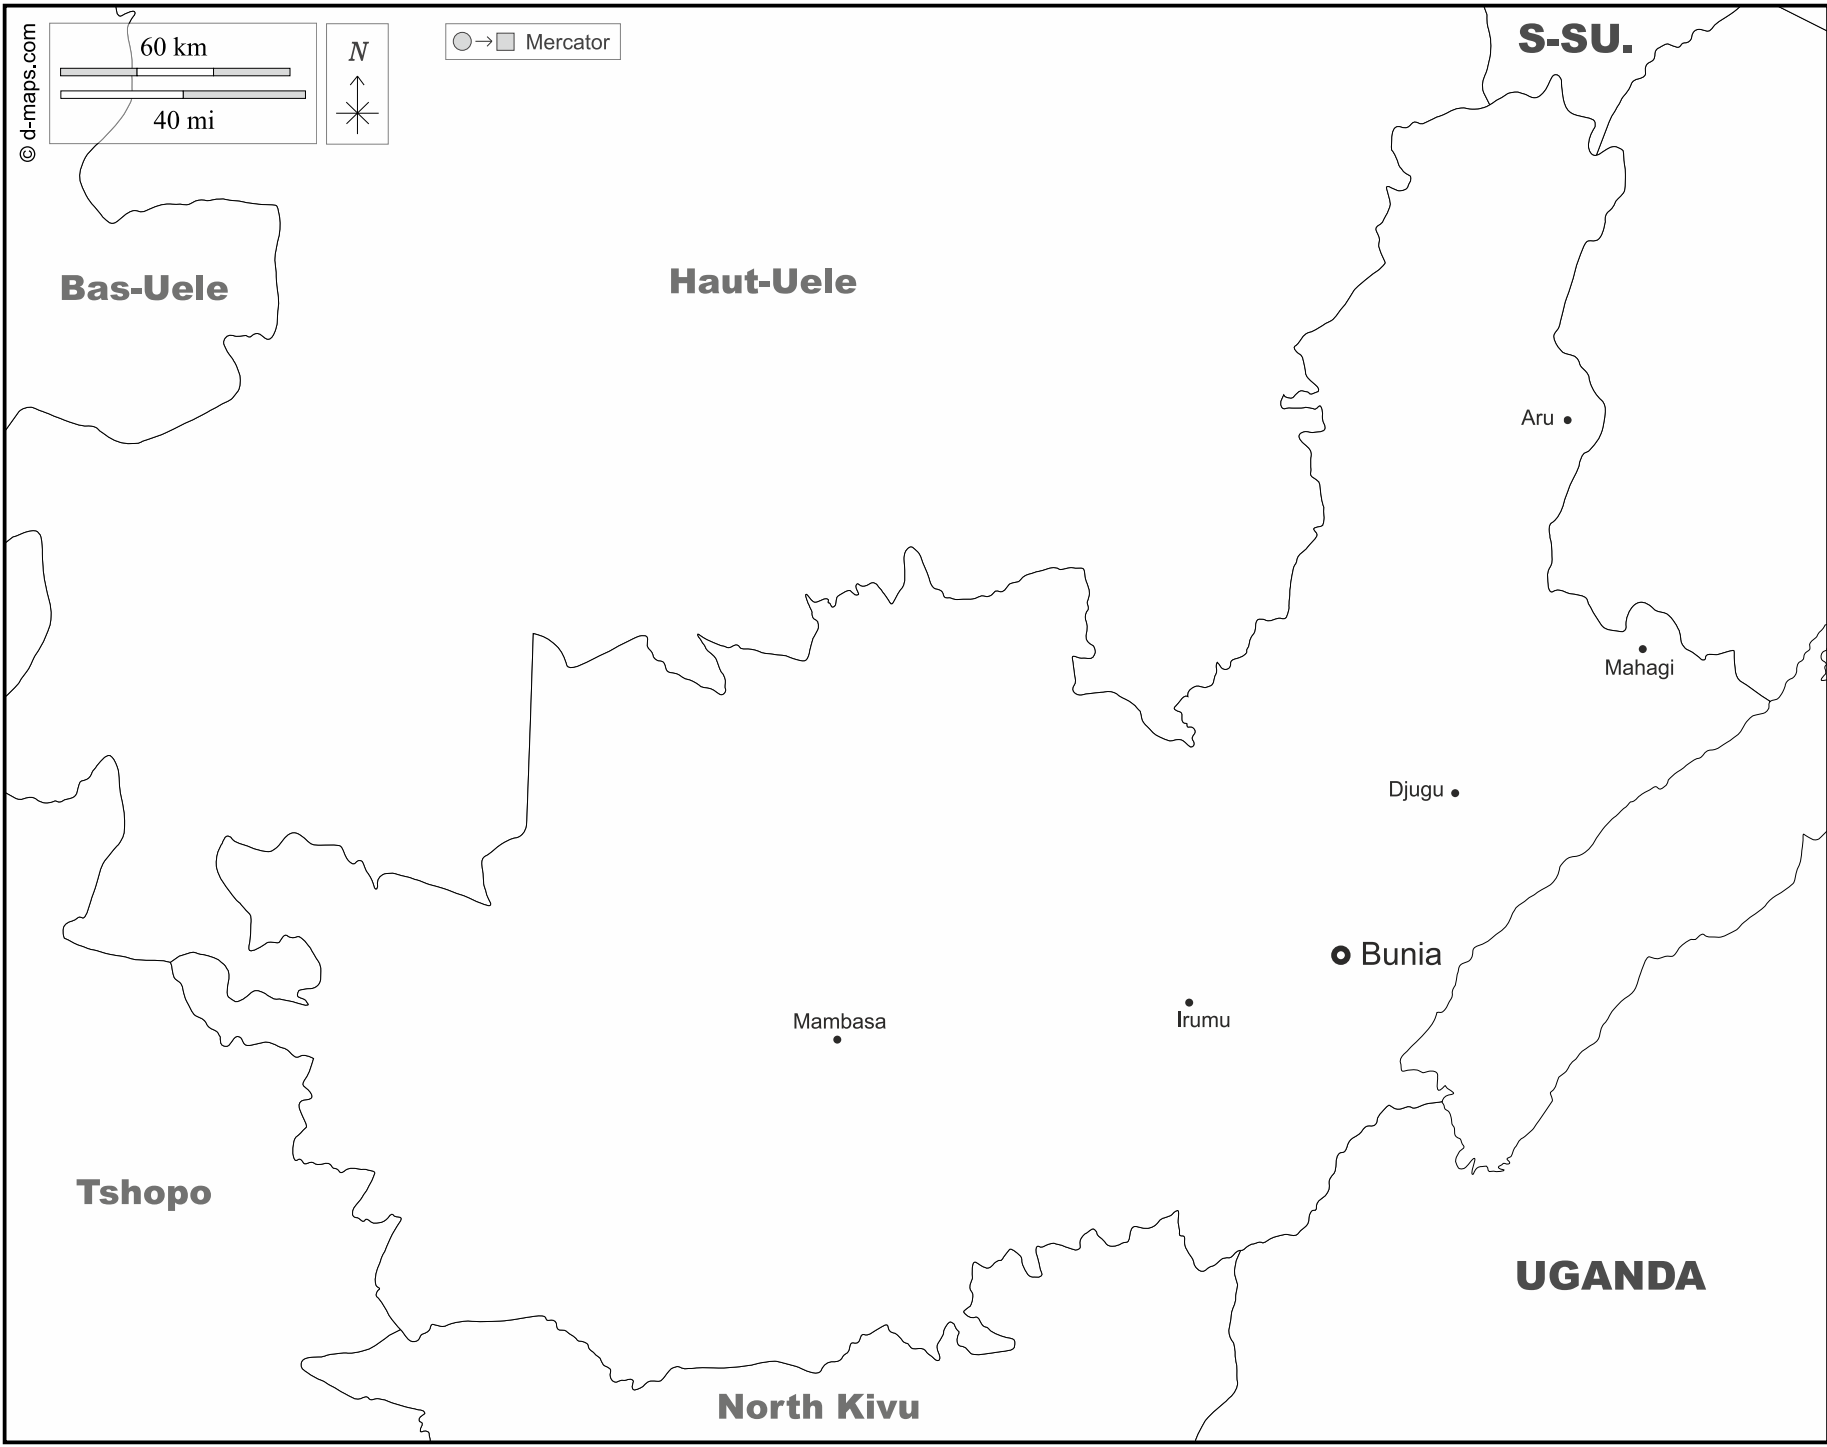 © d-maps.com
60 km
40 mi
N
Mercator
S-SU.
Bas-Uele
Haut-Uele
Aru
Mahagi
Djugu
Bunia
Mambasa
Irumu
Tshopo
UGANDA
North Kivu